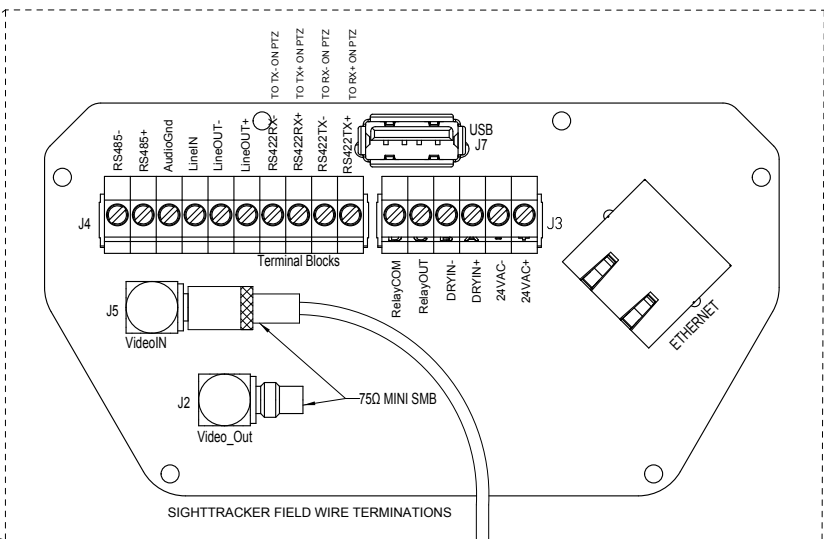 TO TX- ON PTZ
TO TX+ ON PTZ
TO RX- ON PTZ
TO RX+ ON PTZ
RS485-
RS485+
AudioGnd
LineIN
LineOUT-
LineOUT+
RS422RX-
RS422RX+
RS422TX-
RS422TX+
USB
J7
J4
J3
Terminal Blocks
RelayCOM
RelayOUT
DRYIN-
DRYIN+
24VAC-
24VAC+
ETHERNET
J5
VideoIN
J2
75Ω MINI SMB
Video_Out
SIGHTTRACKER FIELD WIRE TERMINATIONS